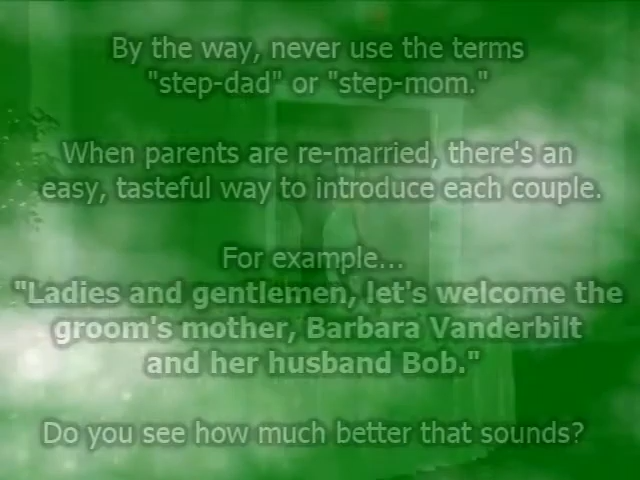 By the way, never use the terms
"step-dad" or "step-mom."
When parents are re-married, there's an
easy, tasteful way to introduce each couple.
For example...
"Ladies and gentlemen, let's welcome the
groom's mother, Barbara Vanderbilt
and her husband Bob."
Do you see how much better that sounds?